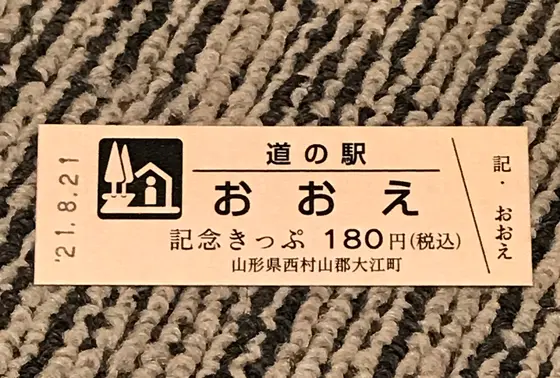 '21.8.21
道の駅
おおえ
記念きっぷ 180円(税込)
山形県西村山郡大江町
記・おおえ